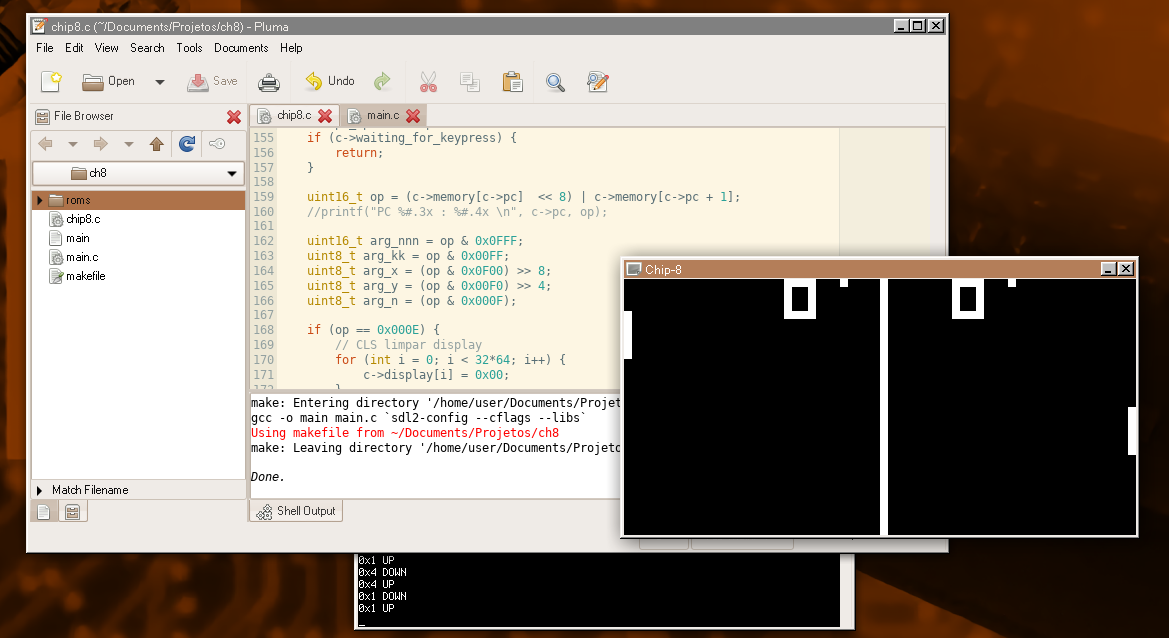 chip8.c (~/Documents/Projetos/ch8) - Pluma
File Edit View Search Tools Documents Help
Open Save Undo
File Browser
chip8.c main.c
ch8
roms
chip8.c
main
main.c
makefile
Match Filename
155 if (c->waiting_for_keypress) {
156 return;
157 }
158
159 uint16_t op = (c->memory[c->pc] << 8) | c->memory[c->pc + 1];
160 //printf("PC %#.3x : %#.4x \n", c->pc, op);
161
162 uint16_t arg_nnn = op & 0x0FFF;
163 uint8_t arg_kk = op & 0x00FF;
164 uint8_t arg_x = (op & 0x0F00) >> 8;
165 uint8_t arg_y = (op & 0x00F0) >> 4;
166 uint8_t arg_n = (op & 0x000F);
167
168 if (op == 0x000E) {
169 // CLS limpar display
170 for (int i = 0; i < 32*64; i++) {
171 c->display[i] = 0x00;
make: Entering directory '/home/user/Documents/Projet
gcc -o main main.c `sdl2-config --cflags --libs`
Using makefile from ~/Documents/Projetos/ch8
make: Leaving directory '/home/user/Documents/Projeto
Done.
Shell Output
Chip-8
0 0
0x1 UP
0x4 DOWN
0x4 UP
0x1 DOWN
0x1 UP